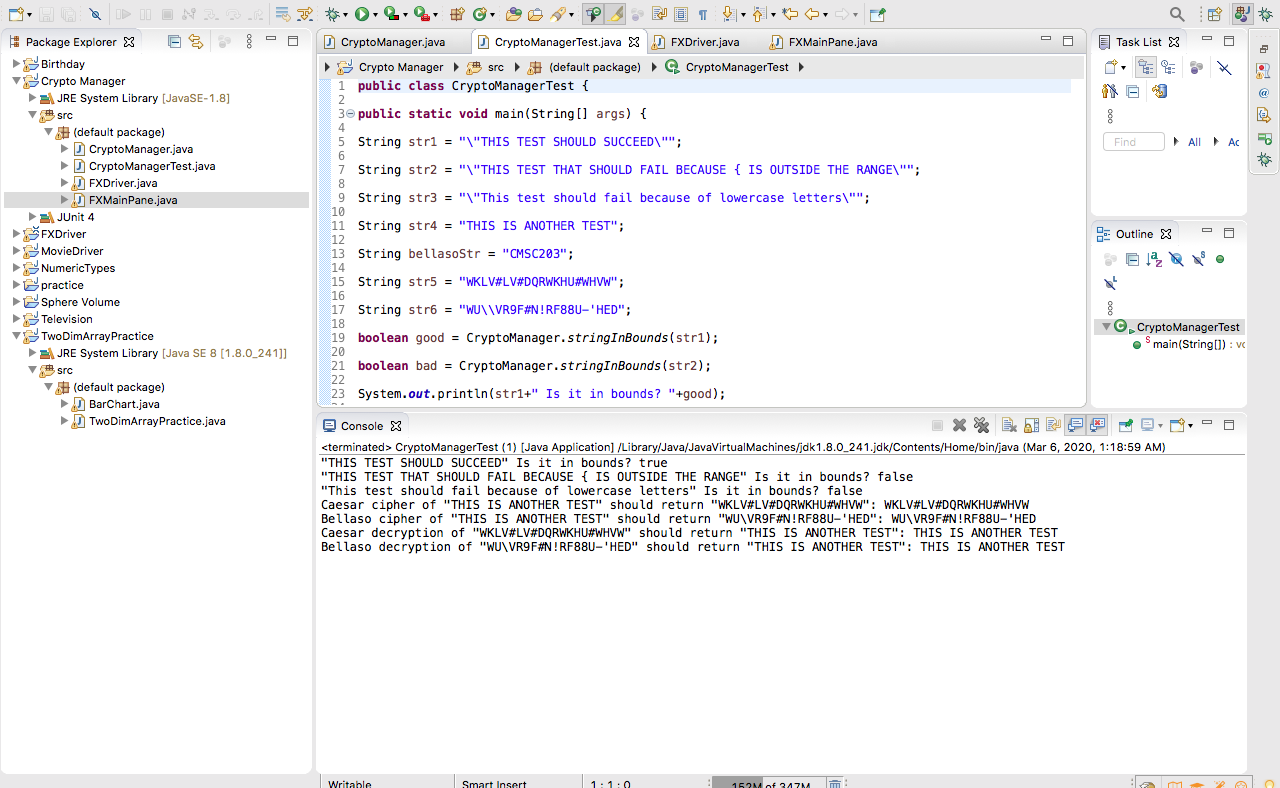 Package Explorer
Birthday
Crypto Manager
JRE System Library [JavaSE-1.8]
src
(default package)
CryptoManager.java
CryptoManagerTest.java
FXDriver.java
FXMainPane.java
JUnit 4
FXDriver
MovieDriver
NumericTypes
practice
Sphere Volume
Television
TwoDimArrayPractice
JRE System Library [Java SE 8 [1.8.0_241]]
src
(default package)
BarChart.java
TwoDimArrayPractice.java
CryptoManager.java CryptoManagerTest.java FXDriver.java FXMainPane.java
Crypto Manager src (default package) CryptoManagerTest
1 public class CryptoManagerTest {
2
3 public static void main(String[] args) {
4
5 String str1 = "\"THIS TEST SHOULD SUCCEED\"";
6
7 String str2 = "\"THIS TEST THAT SHOULD FAIL BECAUSE { IS OUTSIDE THE RANGE\"";
8
9 String str3 = "\"This test should fail because of lowercase letters\"";
10
11 String str4 = "THIS IS ANOTHER TEST";
12
13 String bellasoStr = "CMSC203";
14
15 String str5 = "WKLV#LV#DQRWKHU#WHVW";
16
17 String str6 = "WU\\VR9F#N!RF88U-'HED";
18
19 boolean good = CryptoManager.stringInBounds(str1);
20
21 boolean bad = CryptoManager.stringInBounds(str2);
22
23 System.out.println(str1+" Is it in bounds? "+good);
Task List
Find All Ac
Outline
CryptoManagerTest
main(String[]) : vo
Console
<terminated> CryptoManagerTest (1) [Java Application] /Library/Java/JavaVirtualMachines/jdk1.8.0_241.jdk/Contents/Home/bin/java (Mar 6, 2020, 1:18:59 AM)
"THIS TEST SHOULD SUCCEED" Is it in bounds? true
"THIS TEST THAT SHOULD FAIL BECAUSE { IS OUTSIDE THE RANGE" Is it in bounds? false
"This test should fail because of lowercase letters" Is it in bounds? false
Caesar cipher of "THIS IS ANOTHER TEST" should return "WKLV#LV#DQRWKHU#WHVW": WKLV#LV#DQRWKHU#WHVW
Bellaso cipher of "THIS IS ANOTHER TEST" should return "WU\VR9F#N!RF88U-'HED": WU\VR9F#N!RF88U-'HED
Caesar decryption of "WKLV#LV#DQRWKHU#WHVW" should return "THIS IS ANOTHER TEST": THIS IS ANOTHER TEST
Bellaso decryption of "WU\VR9F#N!RF88U-'HED" should return "THIS IS ANOTHER TEST": THIS IS ANOTHER TEST
Writable Smart Insert 1 : 1 : 0 152M of 347M